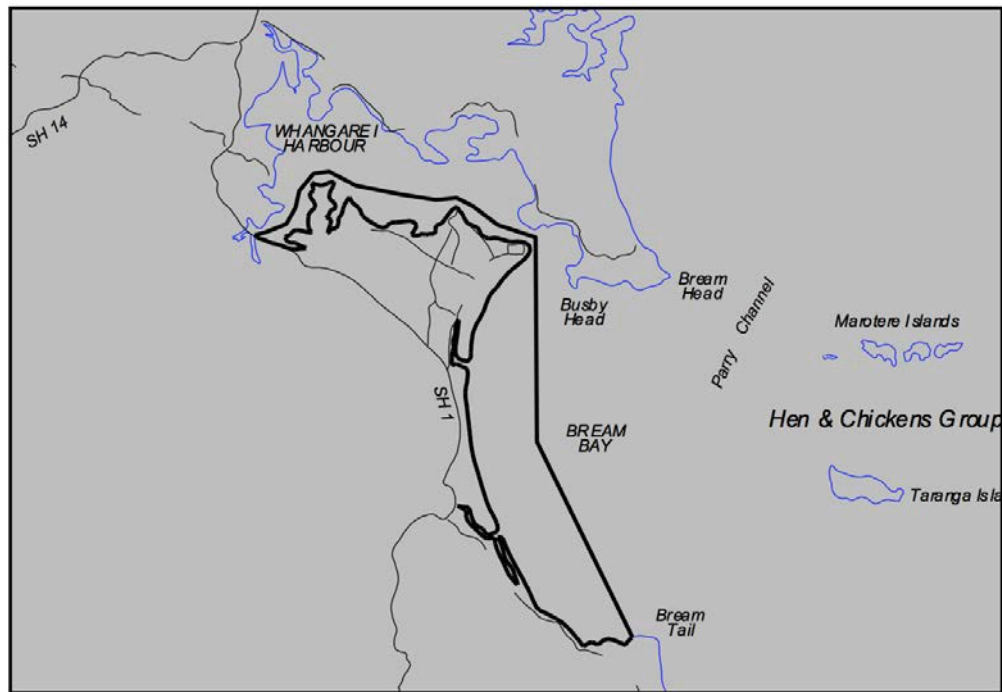 SH 14
WHANGAREI
HARBOUR
Busby
Head
Bream
Head
Parry Channel
Marotere Islands
Hen & Chickens Group
SH 1
BREAM
BAY
Taranga Isla
Bream
Tail